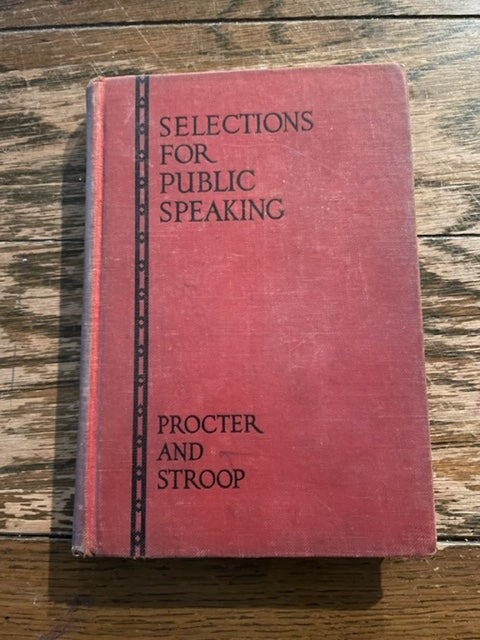 SELECTIONS
FOR
PUBLIC
SPEAKING
PROCTER
AND
STROOP